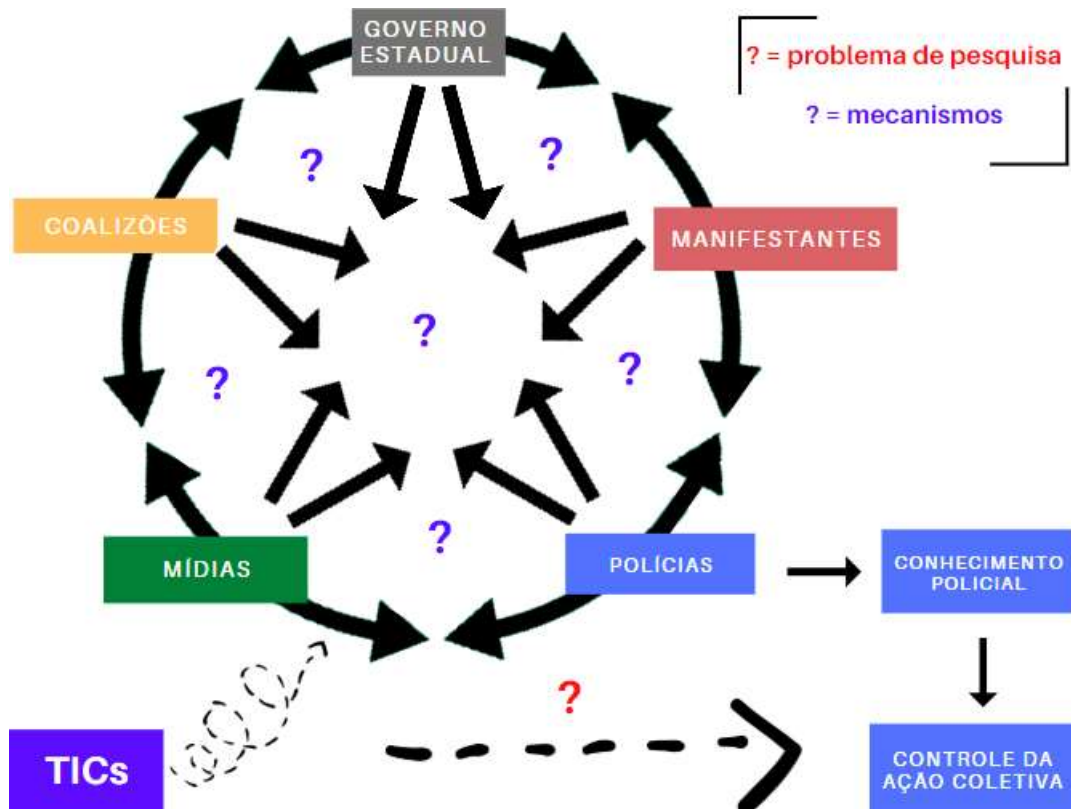 GOVERNO
ESTADUAL
? = problema de pesquisa
? = mecanismos
?
?
COALIZÕES
MANIFESTANTES
?
?
?
?
MÍDIAS
POLÍCIAS
CONHECIMENTO
POLICIAL
?
TICs
CONTROLE DA
AÇÃO COLETIVA